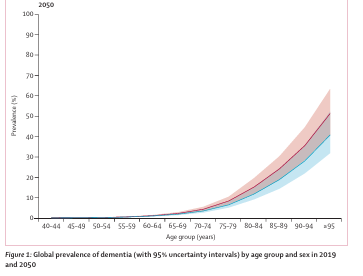 2050
100
90
80
70
60
50
40
30
20
10
0
Prevalence (%)
40–44 45–49 50–54 55–59 60–64 65–69 70–74 75–79 80–84 85–89 90–94 ≥95
Age group (years)
Figure 1: Global prevalence of dementia (with 95% uncertainty intervals) by age group and sex in 2019
and 2050